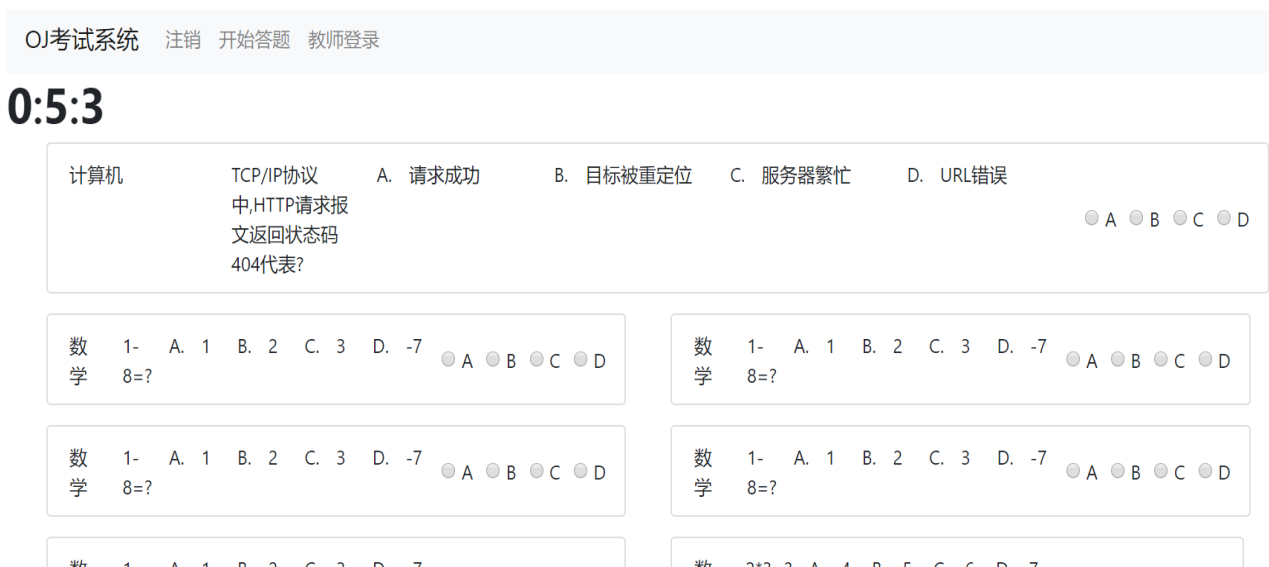 OJ考试系统 注销 开始答题 教师登录
0:5:3
计算机 TCP/IP协议 A. 请求成功 B. 目标被重定位 C. 服务器繁忙 D. URL错误
中,HTTP请求报
A B C D
文返回状态码
404代表?
数 1- A. 1 B. 2 C. 3 D. -7 A B C D
学 8=?
数 1- A. 1 B. 2 C. 3 D. -7 A B C D
学 8=?
数 1- A. 1 B. 2 C. 3 D. -7 A B C D
学 8=?
数 1- A. 1 B. 2 C. 3 D. -7 A B C D
学 8=?